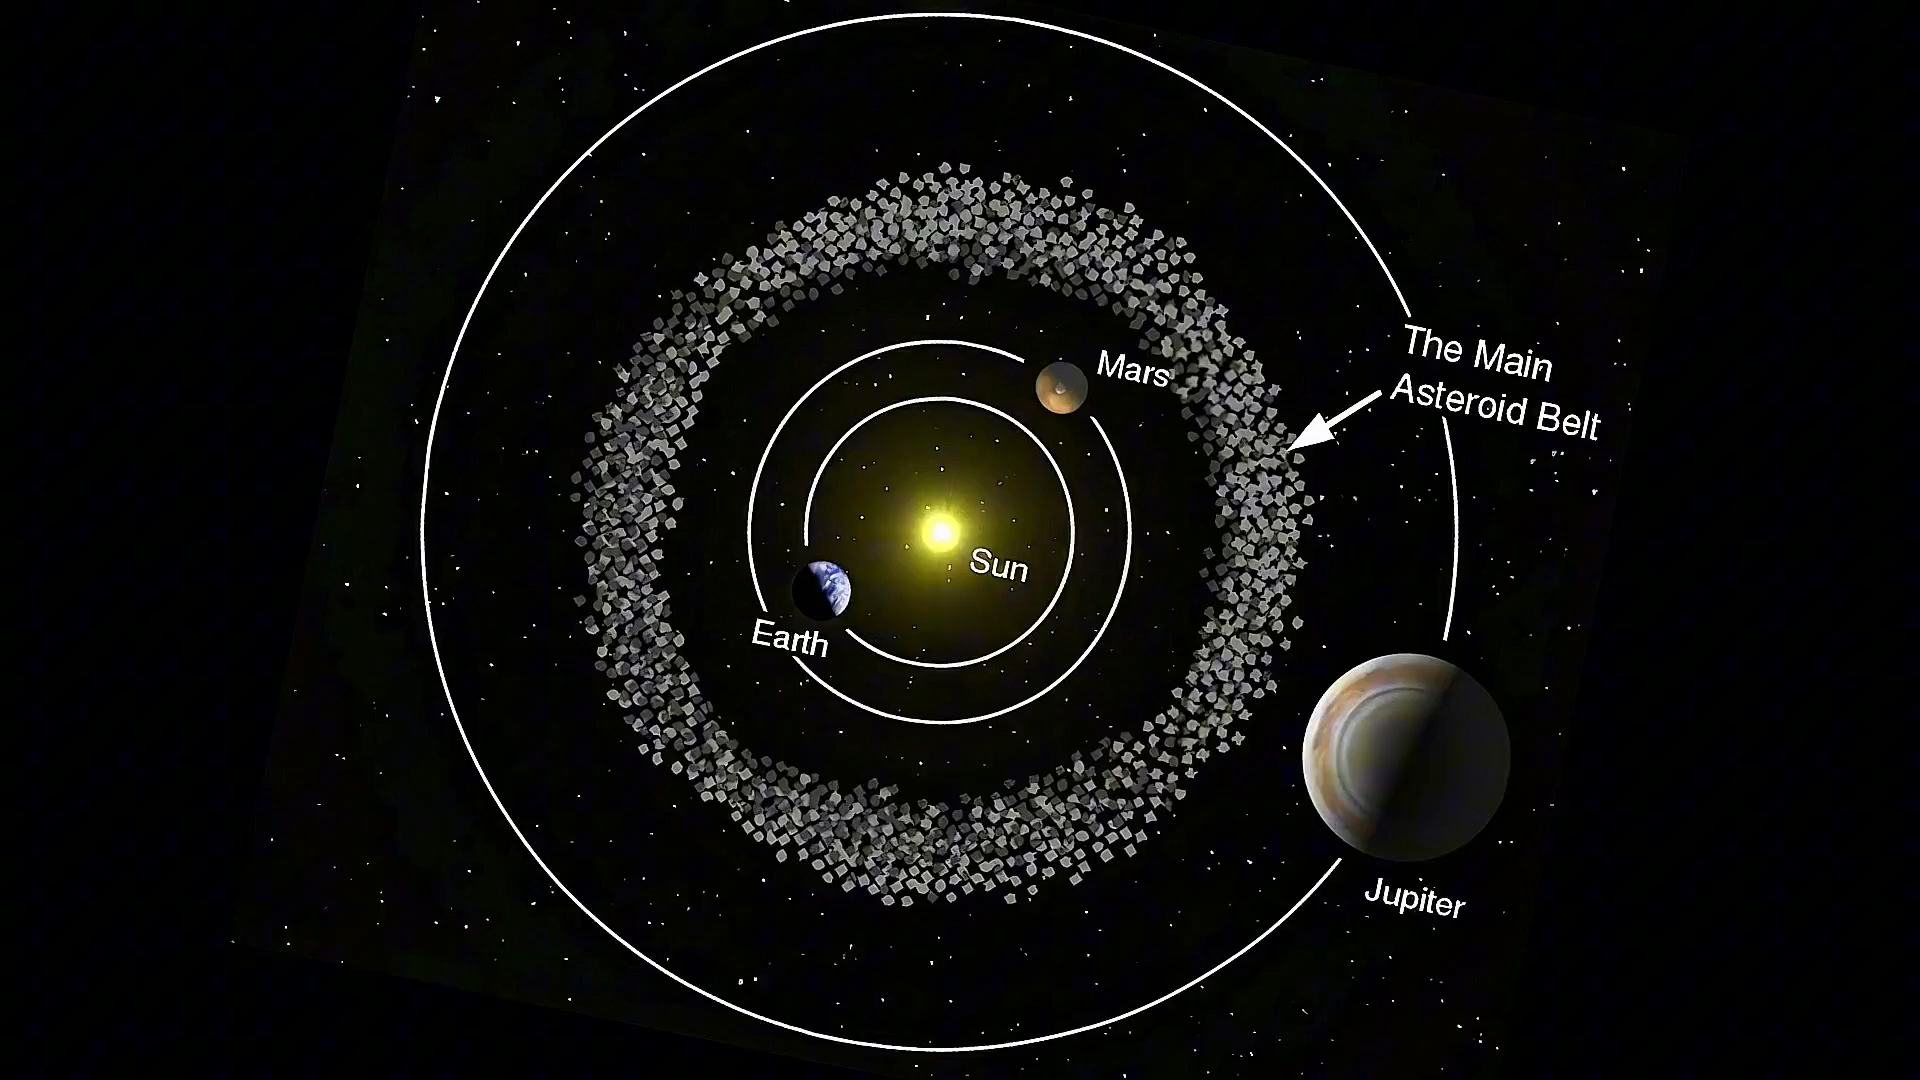 The Main
Asteroid Belt
Mars
Sun
Earth
Jupiter